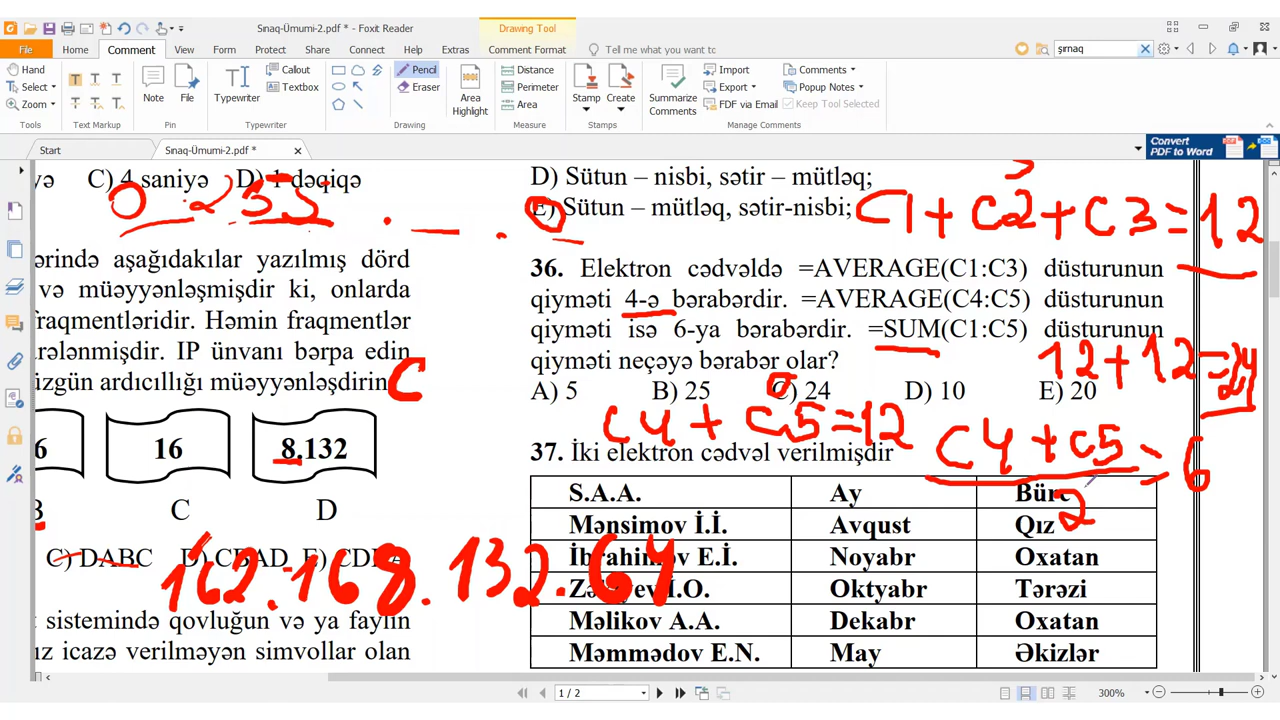 Sınaq-Ümumi-2.pdf * - Foxit Reader
Drawing Tool
File Home Comment View Form Protect Share Connect Help Extras Comment Format Tell me what you want tc
şırnaq
Hand
Select
Zoom
Tools
Text Markup
Note
File
Pin
Typewriter
Callout
Textbox
Typewriter
Pencil
Eraser
Drawing
Area Highlight
Distance
Perimeter
Area
Measure
Stamp
Create
Stamps
Summarize Comments
Import
Export
FDF via Email
Comments
Popup Notes
Keep Tool Selected
Manage Comments
Start
Sınaq-Ümumi-2.pdf *
Convert
PDF to Word
yə C) 4 saniyə D) 1 dəqiqə
0 255 . . 0
ərində aşağıdakılar yazılmış dörd
və müəyyənləşmişdir ki, onlarda
fraqmentləridir. Həmin fraqmentlər
ərələnmişdir. IP ünvanı bərpa edin
üzgün ardıcıllığı müəyyənləşdirin
C
6 16 8.132
B C D
C) DABC D) CBAD E)
162.168.132.64
t sistemində qovluğun və ya faylın
ız icazə verilməyən simvollar olan
D) Sütun – nisbi, sətir – mütləq;
3
E) Sütun – mütləq, sətir-nisbi;
C1+C2+C3=12
36. Elektron cədvəldə =AVERAGE(C1:C3) düsturunun
qiyməti 4-ə bərabərdir. =AVERAGE(C4:C5) düsturunun
qiyməti isə 6-ya bərabərdir. =SUM(C1:C5) düsturunun
qiyməti neçəyə bərabər olar?
12+12=24
A) 5 B) 25 C) 24 D) 10 E) 20
C4+C5=12
37. İki elektron cədvəl verilmişdir
C4+C5=6
2
S.A.A. Ay Bürc
Mənsimov İ.İ. Avqust Qız
İbrahimov E.İ. Noyabr Oxatan
I.O. Oktyabr Tərəzi
Məlikov A.A. Dekabr Oxatan
Məmmədov E.N. May Əkizlər
1 / 2
300%